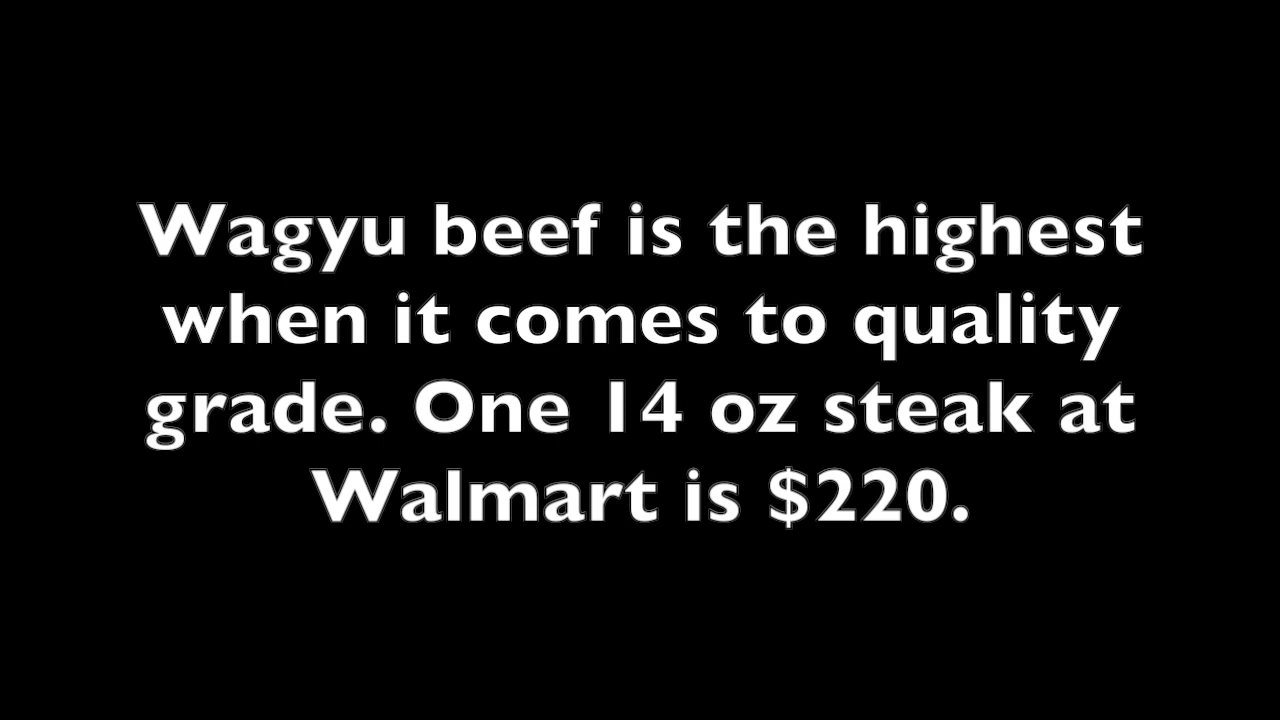 Wagyu beef is the highest
when it comes to quality
grade. One 14 oz steak at
Walmart is $220.